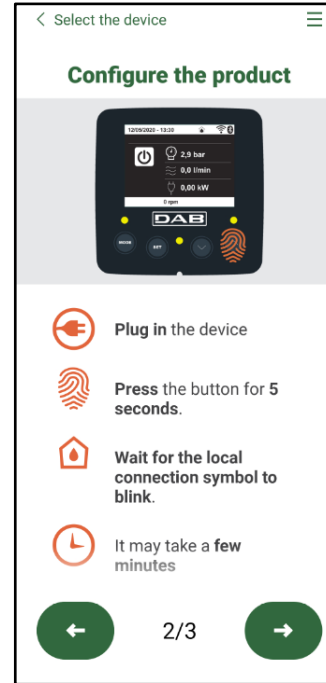 < Select the device
Configure the product
12/09/2020 - 13:30
2,9 bar
0,0 l/min
0,00 kW
0 rpm
DAB
MODE
SET
Plug in the device
Press the button for 5
seconds.
Wait for the local
connection symbol to
blink.
It may take a few
minutes
2/3